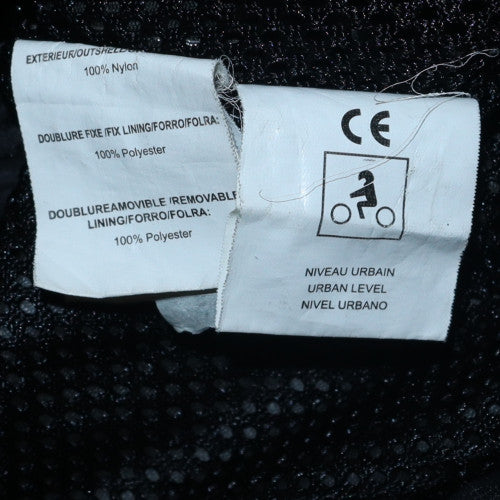 EXTERIEUR/OUTSHELL
100% Nylon
DOUBLURE FIXE /FIX LINING/FORRO/FOLRA:
100% Polyester
DOUBLUREAMOVIBLE /REMOVABLE
LINING/FORRO/FOLRA:
100% Polyester
CE
NIVEAU URBAIN
URBAN LEVEL
NIVEL URBANO